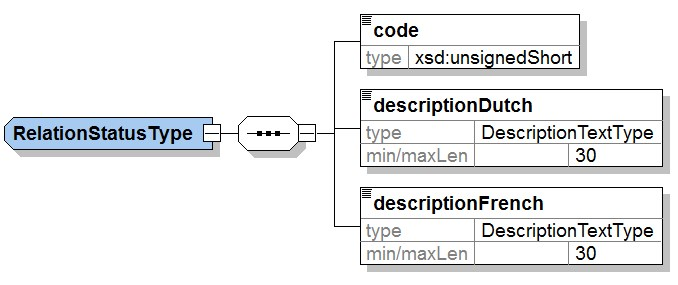 RelationStatusType
code
type xsd:unsignedShort
descriptionDutch
type DescriptionTextType
min/maxLen 30
descriptionFrench
type DescriptionTextType
min/maxLen 30